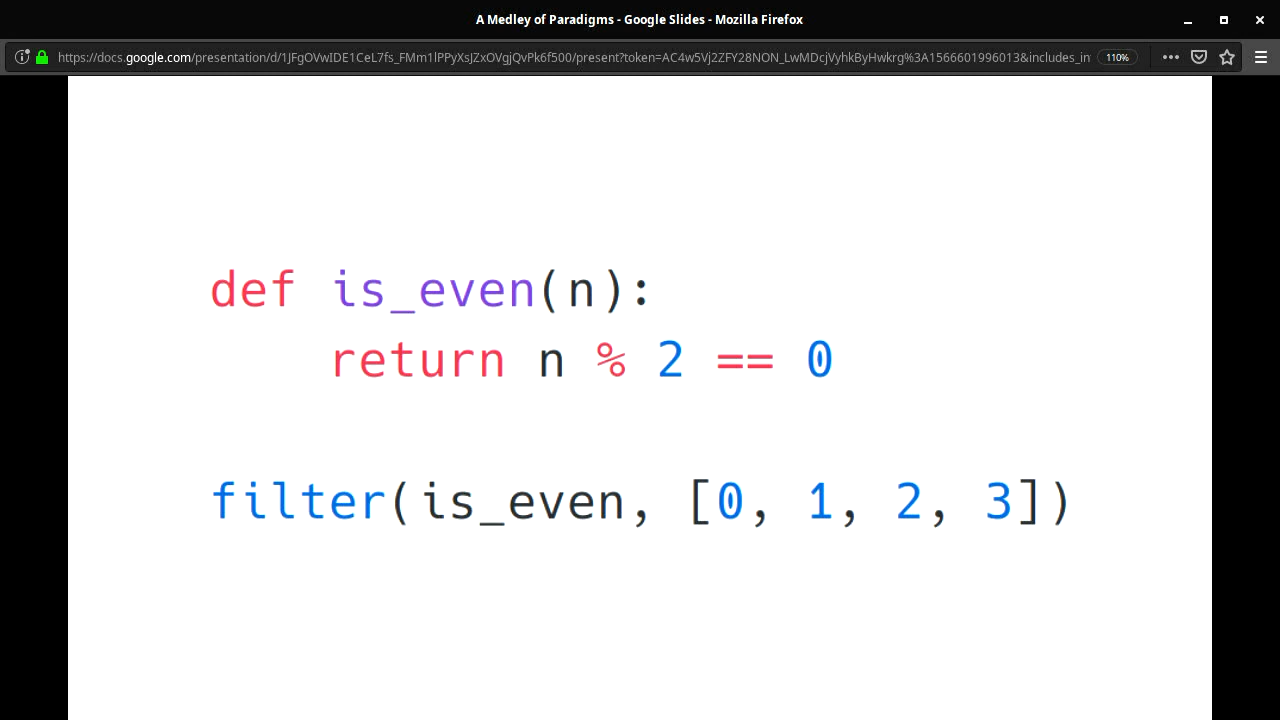 A Medley of Paradigms - Google Slides - Mozilla Firefox
https://docs.google.com/presentation/d/1JFgOVwIDE1CeL7fs_FMm1lPPyXsJZxOVgjQvPk6f500/present?token=AC4w5Vj2ZFY28NON_LwMDcjVyhkByHwkrg%3A1566601996013&includes_in 110%
def is_even(n):
    return n % 2 == 0
filter(is_even, [0, 1, 2, 3])